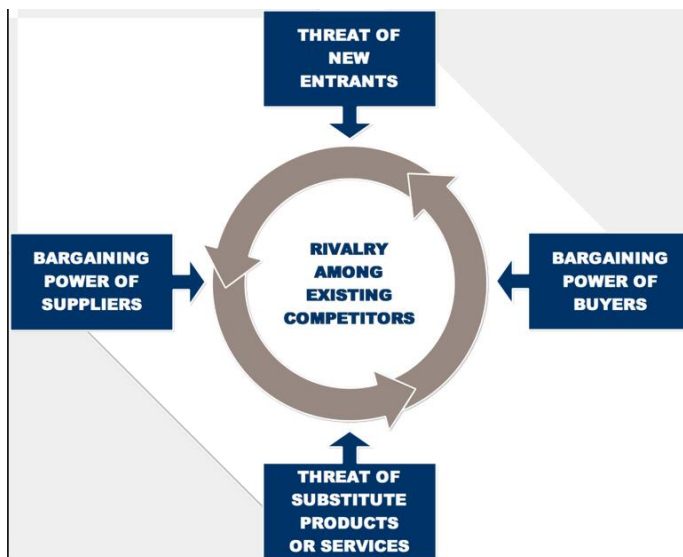 THREAT OF
NEW
ENTRANTS
BARGAINING
POWER OF
SUPPLIERS
RIVALRY
AMONG
EXISTING
COMPETITORS
BARGAINING
POWER OF
BUYERS
THREAT OF
SUBSTITUTE
PRODUCTS
OR SERVICES